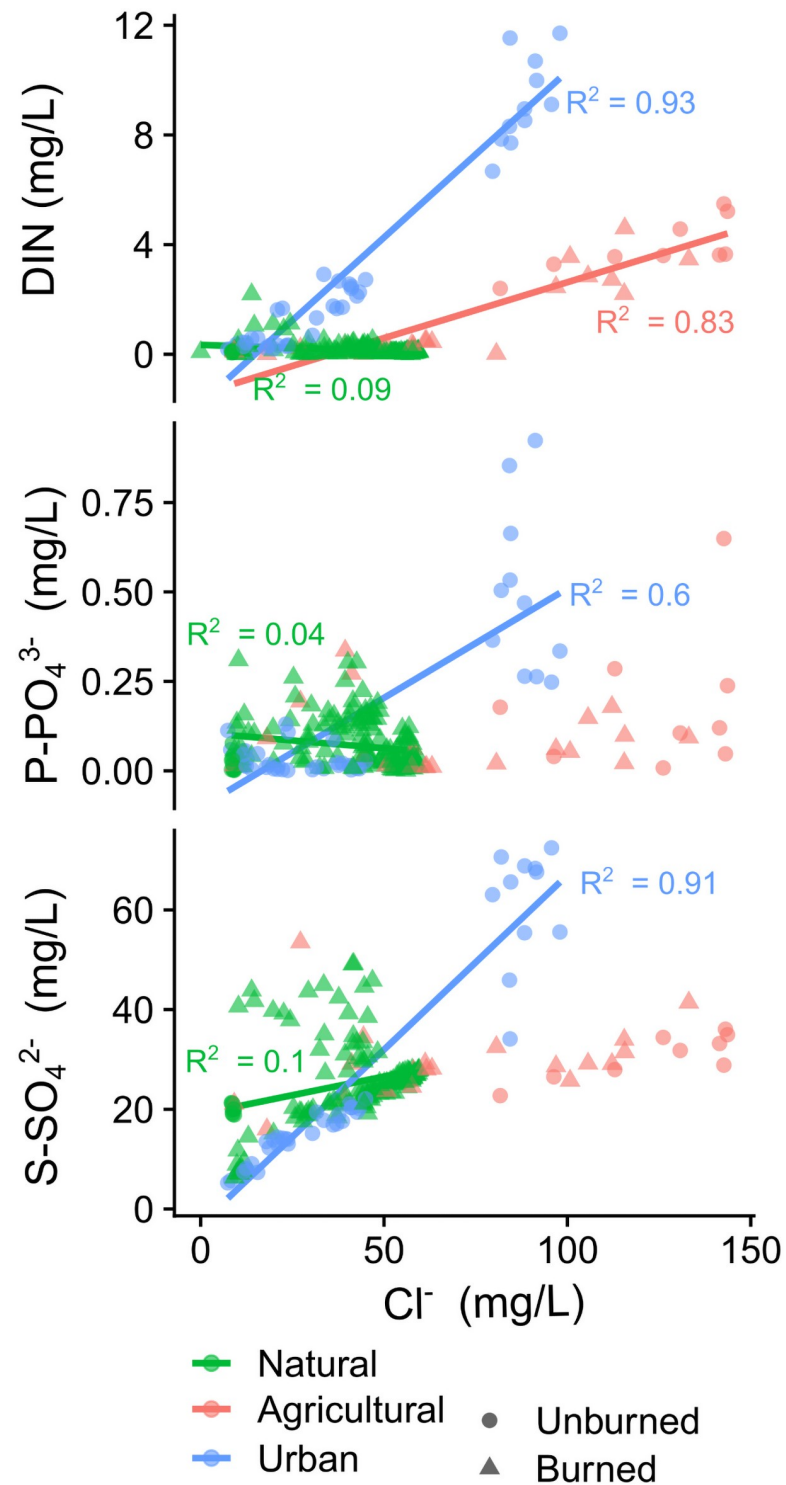 12
8
4
0
DIN (mg/L)
R² = 0.93
R² = 0.83
R² = 0.09
0.75
0.50
0.25
0.00
P-PO₄³⁻ (mg/L)
R² = 0.04
R² = 0.6
60
40
20
0
S-SO₄²⁻ (mg/L)
R² = 0.91
R² = 0.1
0 50 100 150
Cl⁻ (mg/L)
Natural
Agricultural
Urban
Unburned
Burned